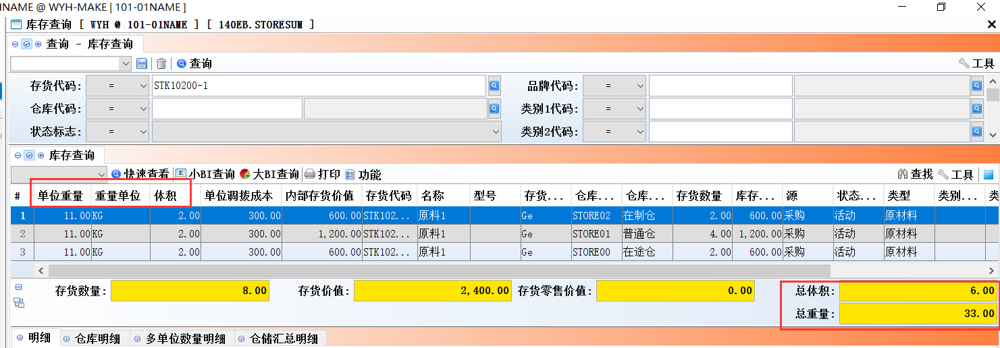 INAME @ WYH-MAKE | 101-01NAME ]
库存查询 [ WYH @ 101-01NAME ] [ 140EB.STORESUM ]
查询 - 库存查询
查询 工具
存货代码: = STK10200-1 品牌代码: =
仓库代码: = 类别1代码: =
状态标志: = 类别2代码: =
库存查询
快速查看 小BI查询 大BI查询 打印 功能 查找 工具
# 单位重量 重量单位 体积 单位调拨成本 内部存货价值 存货代码 名称 型号 存货... 仓库... 仓库... 存货数量 库存... 源 状态... 类型 类别... 类
1 11.00 KG 2.00 300.00 600.00 STK102... 原料1 Ge STORE02 在制仓 2.00 600.00 采购 活动 原材料
2 11.00 KG 2.00 300.00 1,200.00 STK102... 原料1 Ge STORE01 普通仓 4.00 1,200.00 采购 活动 原材料
3 11.00 KG 2.00 300.00 600.00 STK102... 原料1 Ge STORE00 在途仓 2.00 600.00 采购 活动 原材料
存货数量: 8.00 存货价值: 2,400.00 存货零售价值: 0.00 总体积: 6.00
总重量: 33.00
明细 仓库明细 多单位数量明细 仓储汇总明细